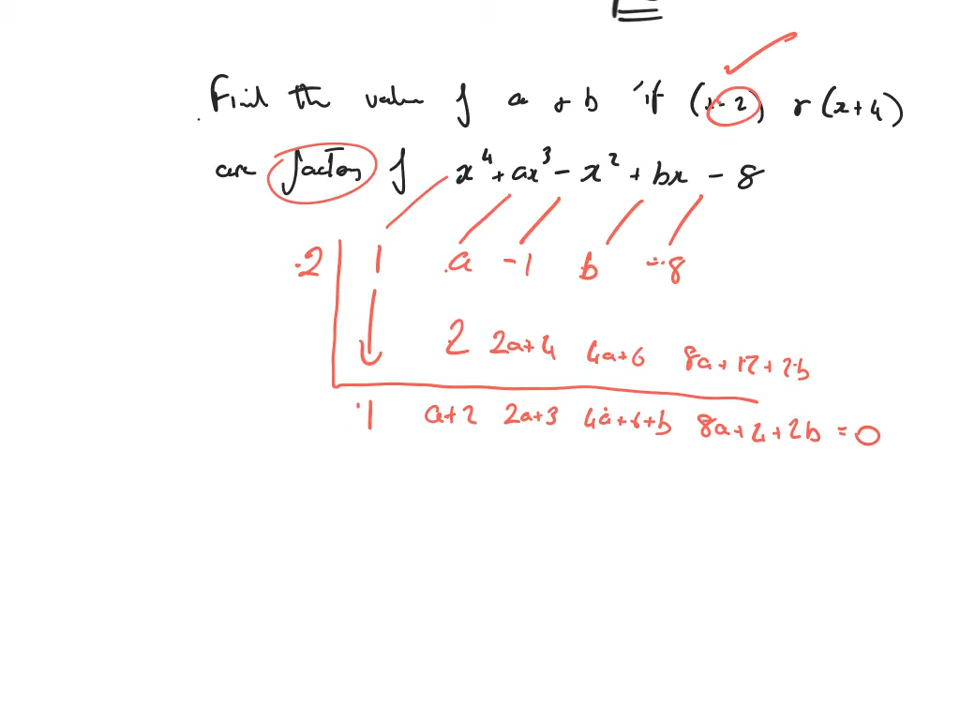 Find the value of a & b if (x-2), & (x+4)
are factors of x⁴ + ax³ - x² + bx - 8
2 1 a -1 b -8
2 2a+4 4a+6 8a+12+2b
1 a+2 2a+3 4a+6+b 8a+4+2b = 0